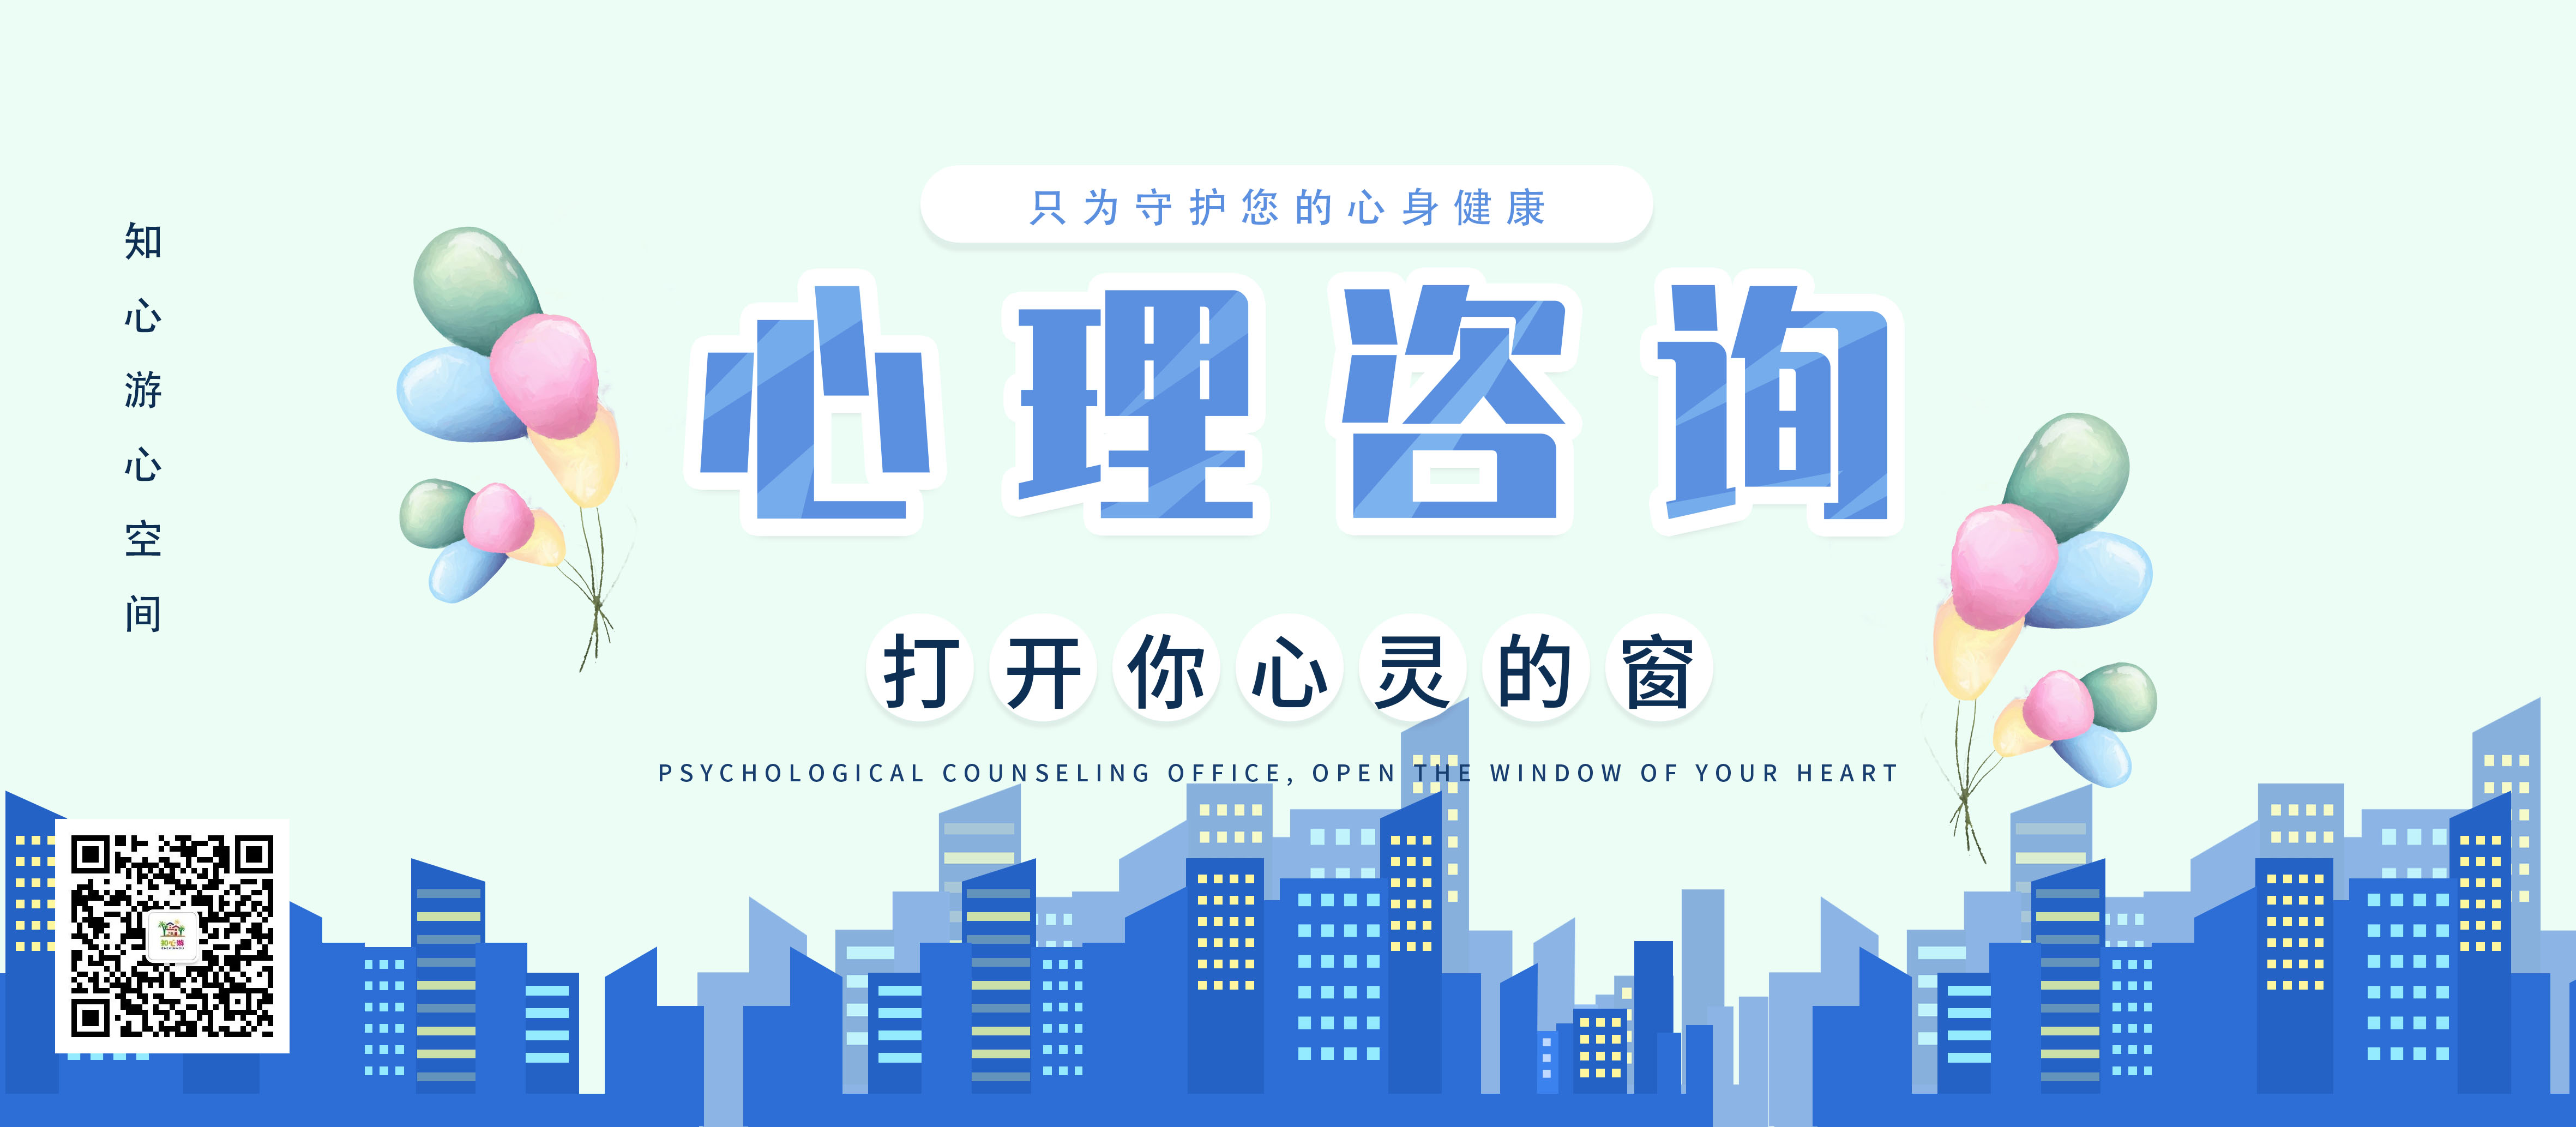 只为守护您的心身健康
知心游心空间
心理咨询
打开你心灵的窗
PSYCHOLOGICAL COUNSELING OFFICE, OPEN THE WINDOW OF YOUR HEART